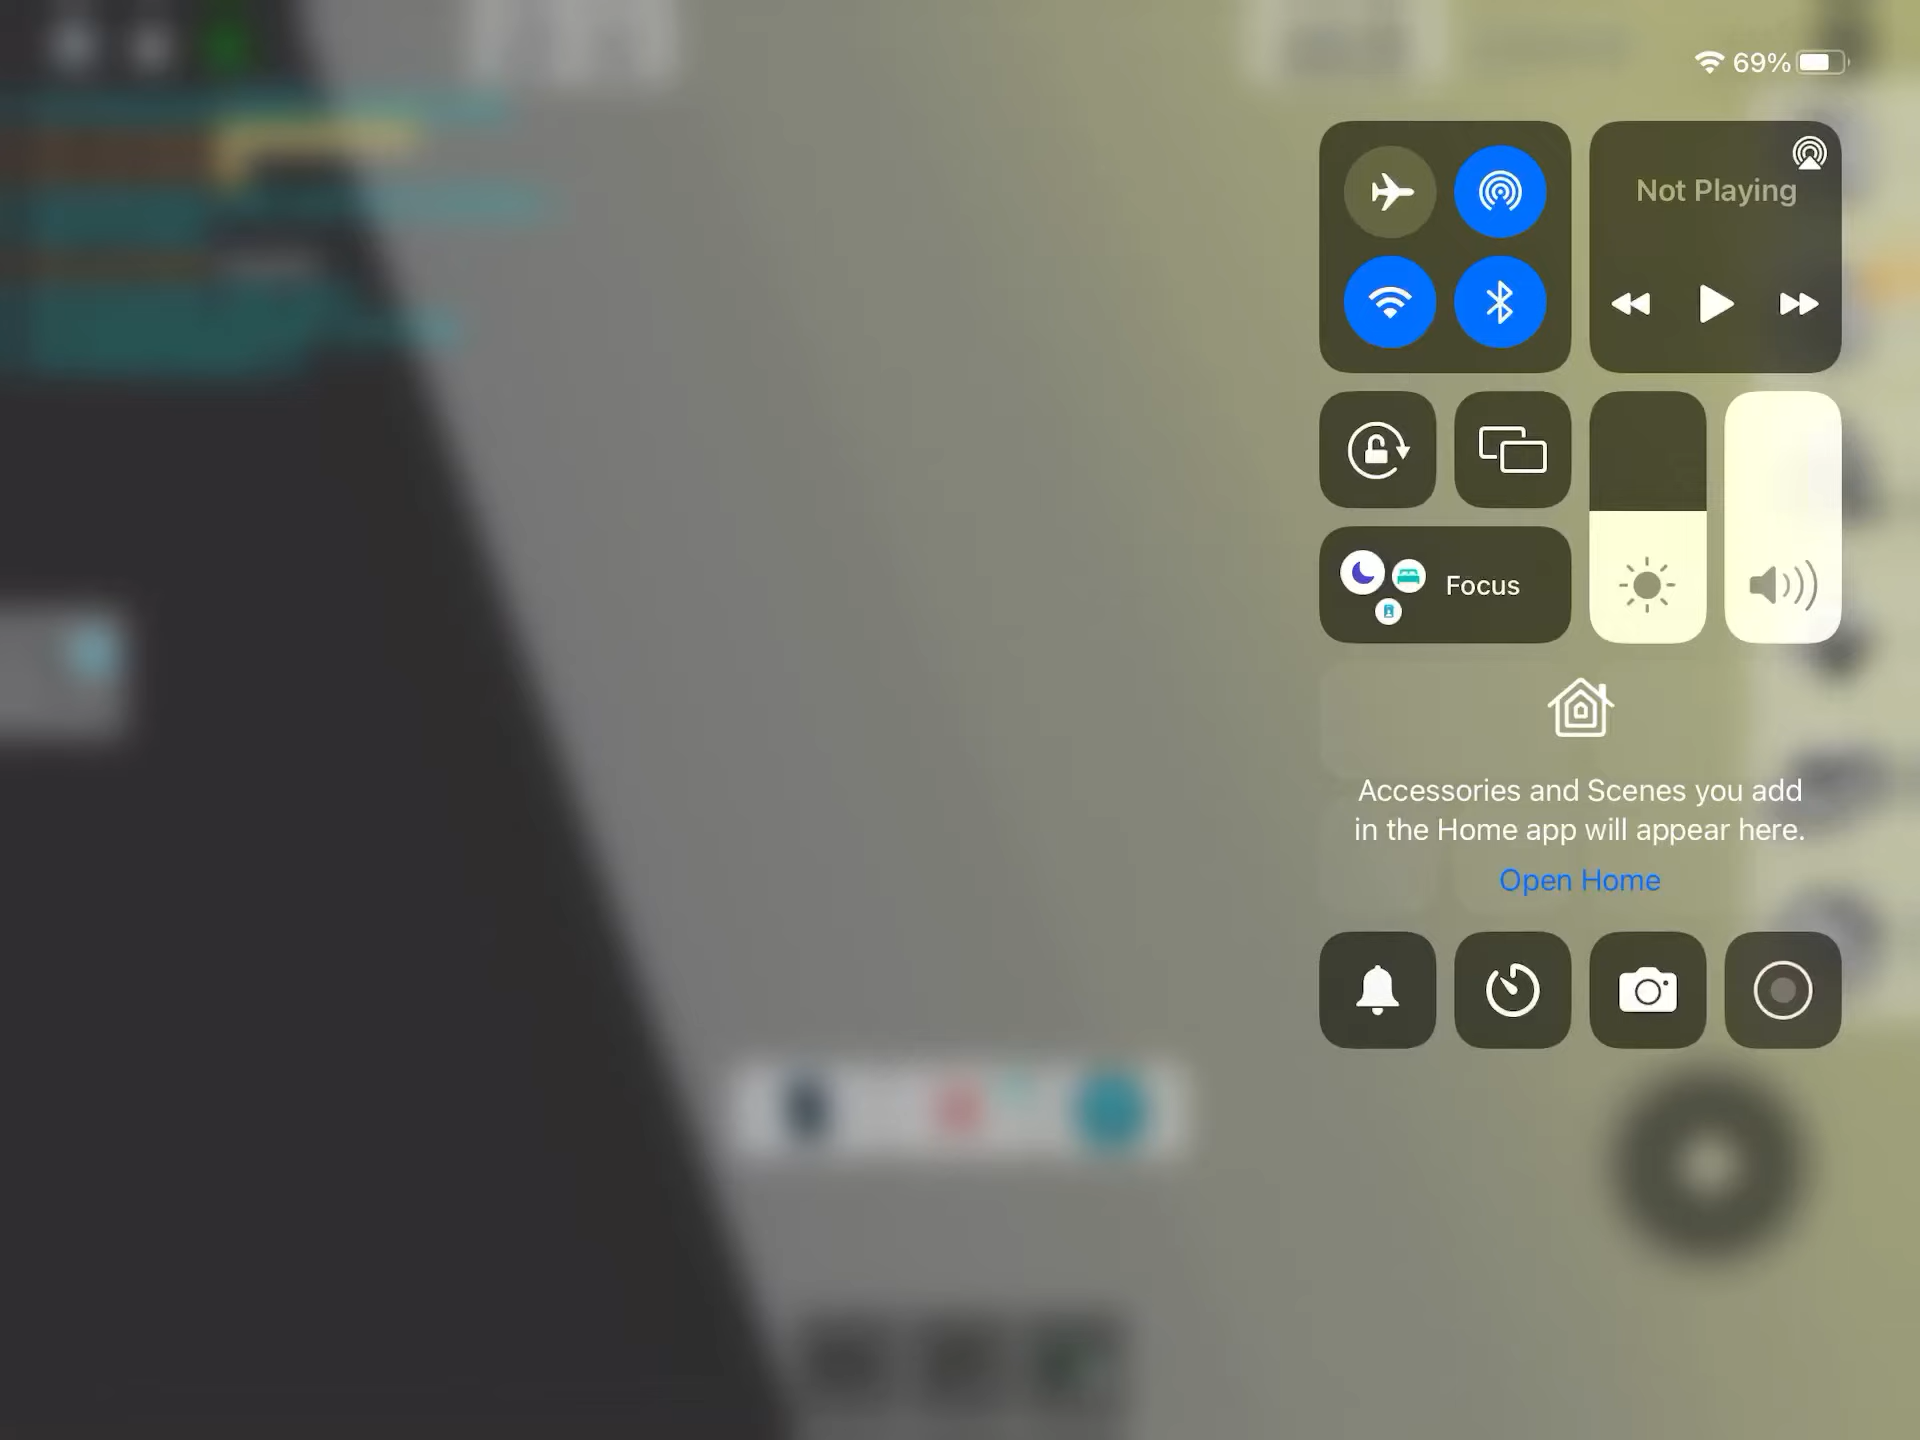 69%
Not Playing
Focus
Accessories and Scenes you add
in the Home app will appear here.
Open Home